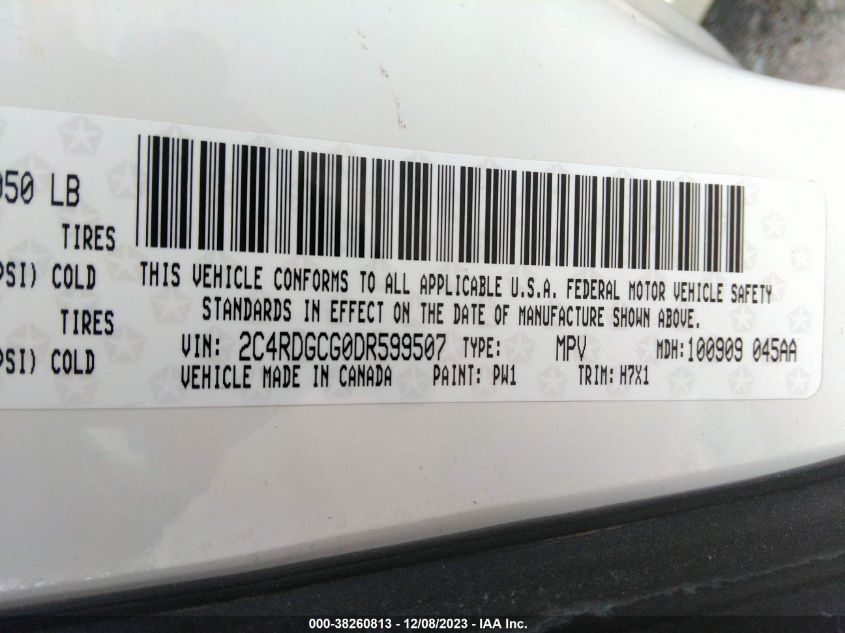 050 LB
TIRES
PSI) COLD
TIRES
PSI) COLD
THIS VEHICLE CONFORMS TO ALL APPLICABLE U.S.A. FEDERAL MOTOR VEHICLE SAFETY
STANDARDS IN EFFECT ON THE DATE OF MANUFACTURE SHOWN ABOVE.
VIN: 2C4RDGCG0DR599507 TYPE: MPV MDH:100909 045AA
VEHICLE MADE IN CANADA PAINT: PW1 TRIM: H7X1
000-38260813 - 12/08/2023 - IAA Inc.